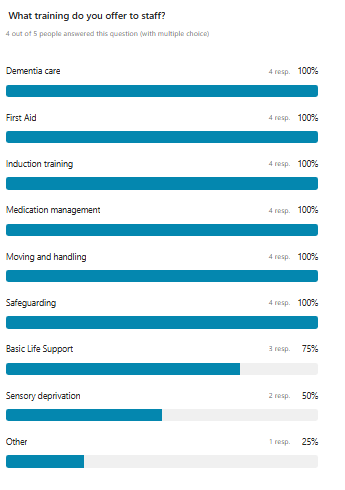 What training do you offer to staff?
4 out of 5 people answered this question (with multiple choice)
Dementia care 4 resp. 100%
First Aid 4 resp. 100%
Induction training 4 resp. 100%
Medication management 4 resp. 100%
Moving and handling 4 resp. 100%
Safeguarding 4 resp. 100%
Basic Life Support 3 resp. 75%
Sensory deprivation 2 resp. 50%
Other 1 resp. 25%